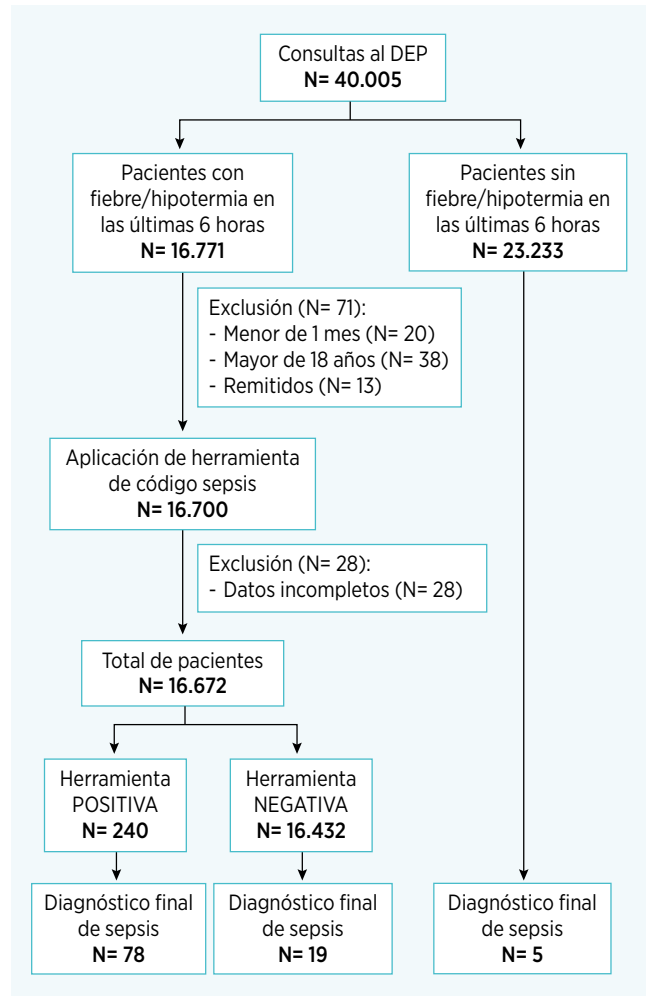 Consultas al DEP
N= 40.005
Pacientes con
fiebre/hipotermia en
las últimas 6 horas
N= 16.771
Pacientes sin
fiebre/hipotermia en
las últimas 6 horas
N= 23.233
Exclusión (N= 71):
- Menor de 1 mes (N= 20)
- Mayor de 18 años (N= 38)
- Remitidos (N= 13)
Aplicación de herramienta
de código sepsis
N= 16.700
Exclusión (N= 28):
- Datos incompletos (N= 28)
Total de pacientes
N= 16.672
Herramienta
POSITIVA
N= 240
Herramienta
NEGATIVA
N= 16.432
Diagnóstico final
de sepsis
N= 78
Diagnóstico final
de sepsis
N= 19
Diagnóstico final
de sepsis
N= 5